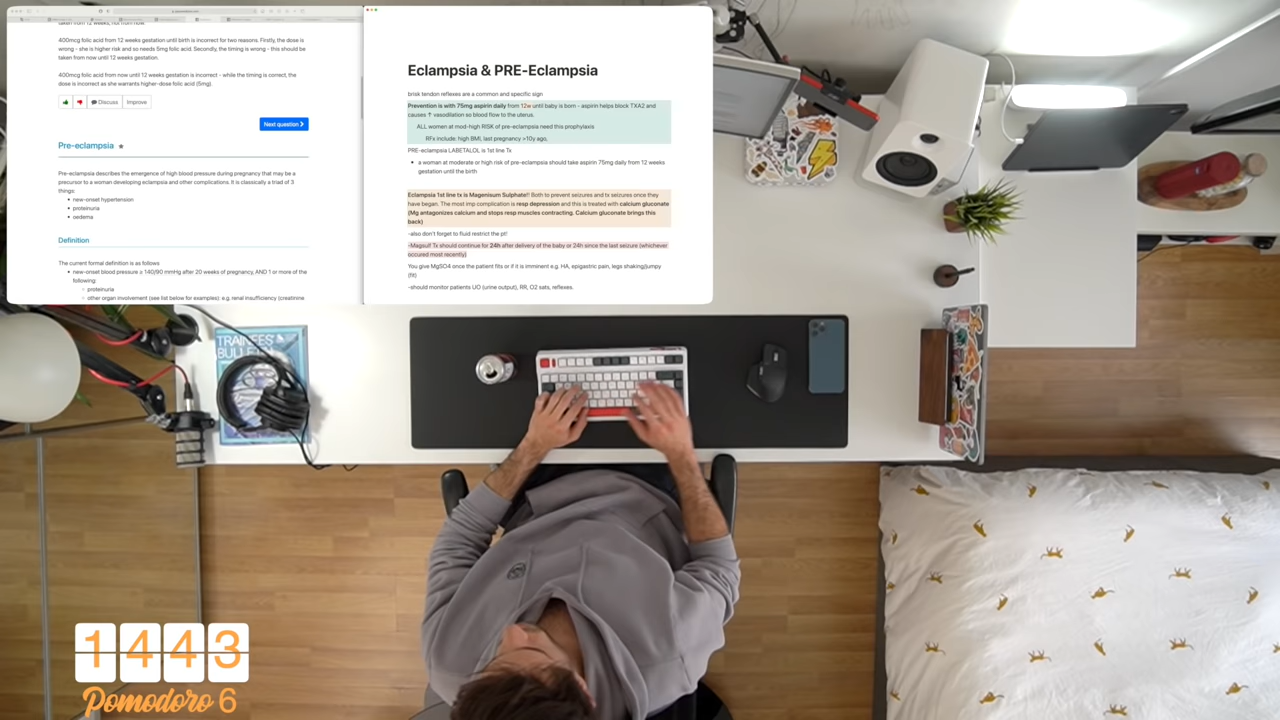 400mcg folic acid from 12 weeks gestation until birth is incorrect for two reasons. Firstly, the dose is
wrong - she is higher risk and so needs 5mg folic acid. Secondly, the timing is wrong - this should be
taken from now until 12 weeks gestation.
400mcg folic acid from now until 12 weeks gestation is incorrect - while the timing is correct, the
dose is incorrect as she warrants higher-dose folic acid (5mg).
Discuss
Improve
Next question
Pre-eclampsia
Pre-eclampsia describes the emergence of high blood pressure during pregnancy that may be a
precursor to a woman developing eclampsia and other complications. It is classically a triad of 3
things:
new-onset hypertension
proteinuria
oedema
Definition
The current formal definition is as follows
new-onset blood pressure ≥ 140/90 mmHg after 20 weeks of pregnancy, AND 1 or more of the
following:
proteinuria
other organ involvement (see list below for examples): e.g. renal insufficiency (creatinine
Eclampsia & PRE-Eclampsia
brisk tendon reflexes are a common and specific sign
Prevention is with 75mg aspirin daily from 12w until baby is born - aspirin helps block TXA2 and
causes ↑ vasodilation so blood flow to the uterus.
ALL women at mod-high RISK of pre-eclampsia need this prophylaxis
RFx include: high BMI, last pregnancy >10y ago,
PRE-eclampsia LABETALOL is 1st line Tx
a woman at moderate or high risk of pre-eclampsia should take aspirin 75mg daily from 12 weeks
gestation until the birth
Eclampsia 1st line tx is Magenisum Sulphate!! Both to prevent seizures and tx seizures once they
have began. The most imp complication is resp depression and this is treated with calcium gluconate
(Mg antagonizes calcium and stops resp muscles contracting. Calcium gluconate brings this
back)
-also don't forget to fluid restrict the pt!
-Magsulf Tx should continue for 24h after delivery of the baby or 24h since the last seizure (whichever
occured most recently)
You give MgSO4 once the patient fits or if it is imminent e.g. HA, epigastric pain, legs shaking/jumpy
(fit)
-should monitor patients UO (urine output), RR, O2 sats, reflexes.
TRAINEES'
BULLETIN
1443
Pomodoro 6